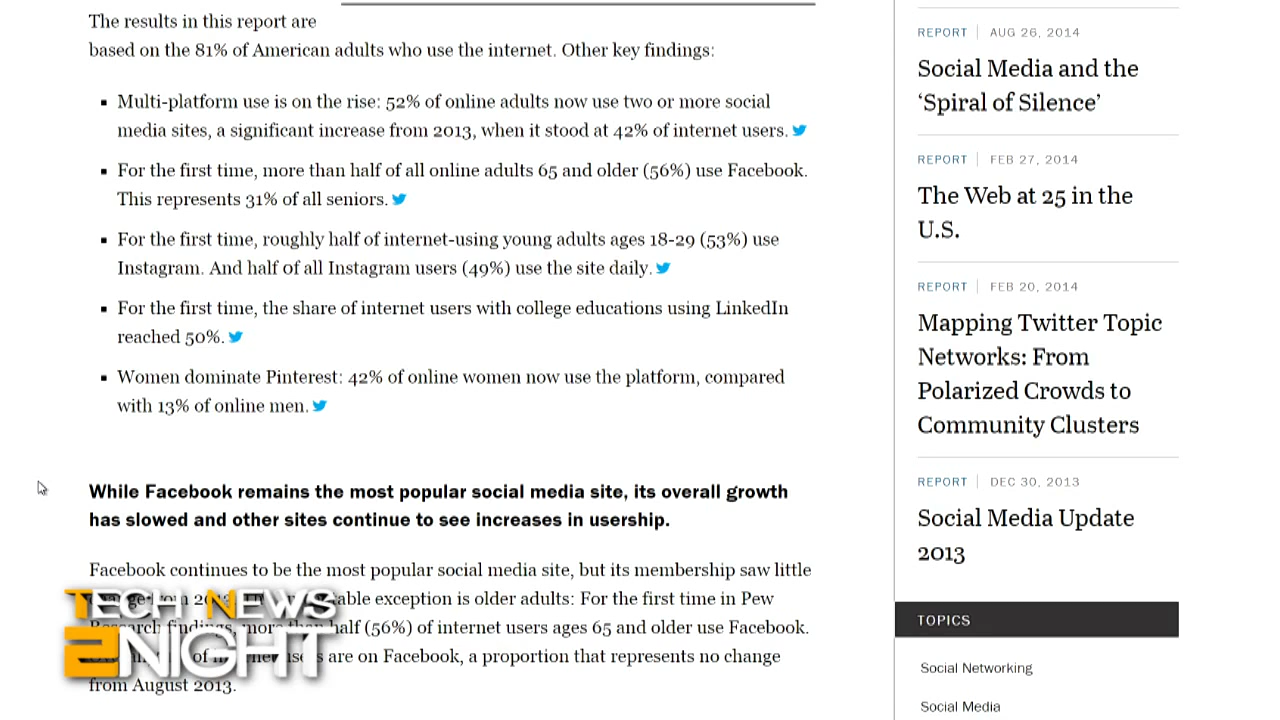 The results in this report are
based on the 81% of American adults who use the internet. Other key findings:
Multi-platform use is on the rise: 52% of online adults now use two or more social
media sites, a significant increase from 2013, when it stood at 42% of internet users.
For the first time, more than half of all online adults 65 and older (56%) use Facebook.
This represents 31% of all seniors.
For the first time, roughly half of internet-using young adults ages 18-29 (53%) use
Instagram. And half of all Instagram users (49%) use the site daily.
For the first time, the share of internet users with college educations using LinkedIn
reached 50%.
Women dominate Pinterest: 42% of online women now use the platform, compared
with 13% of online men.
While Facebook remains the most popular social media site, its overall growth
has slowed and other sites continue to see increases in usership.
Facebook continues to be the most popular social media site, but its membership saw little
exception is older adults: For the first time in Pew
findings, more than half (56%) of internet users ages 65 and older use Facebook.
of are on Facebook, a proportion that represents no change
from August 2013.
TECH NEWS
2NIGHT
REPORT | AUG 26, 2014
Social Media and the
‘Spiral of Silence’
REPORT | FEB 27, 2014
The Web at 25 in the
U.S.
REPORT | FEB 20, 2014
Mapping Twitter Topic
Networks: From
Polarized Crowds to
Community Clusters
REPORT | DEC 30, 2013
Social Media Update
2013
TOPICS
Social Networking
Social Media